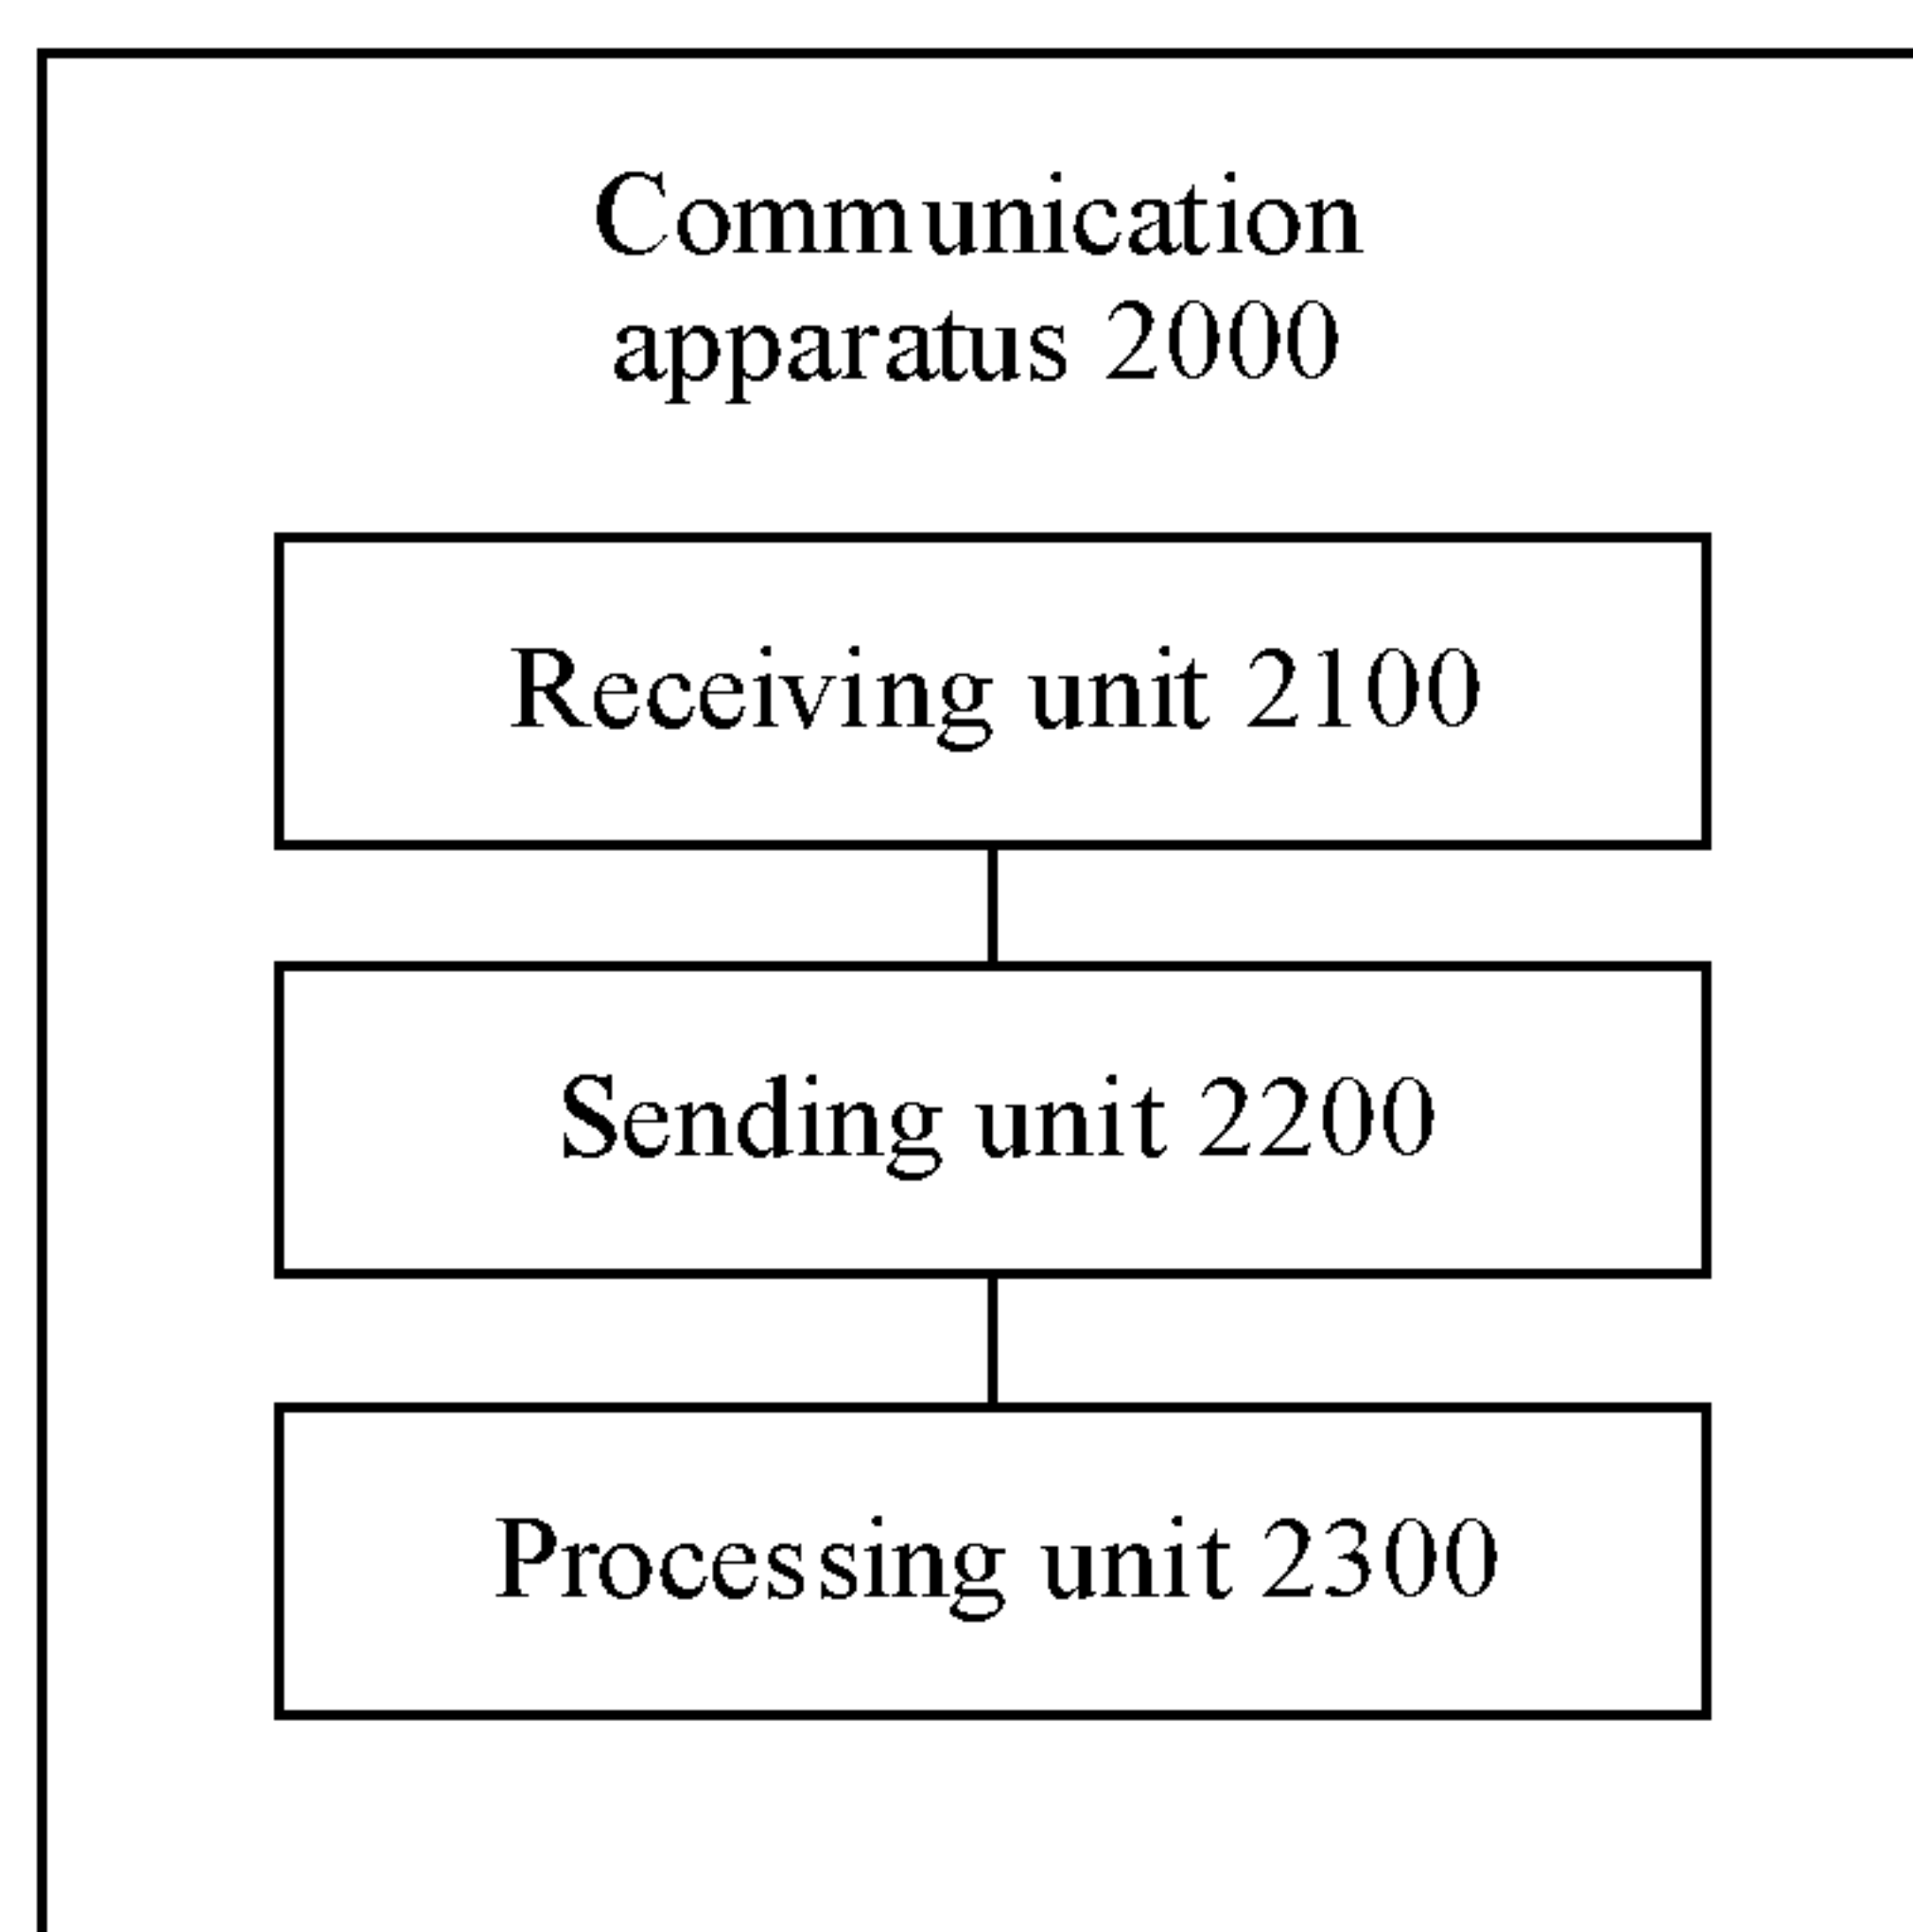 Communication
apparatus 2000
Receiving unit 2100
Sending unit 2200
Processing unit 2300